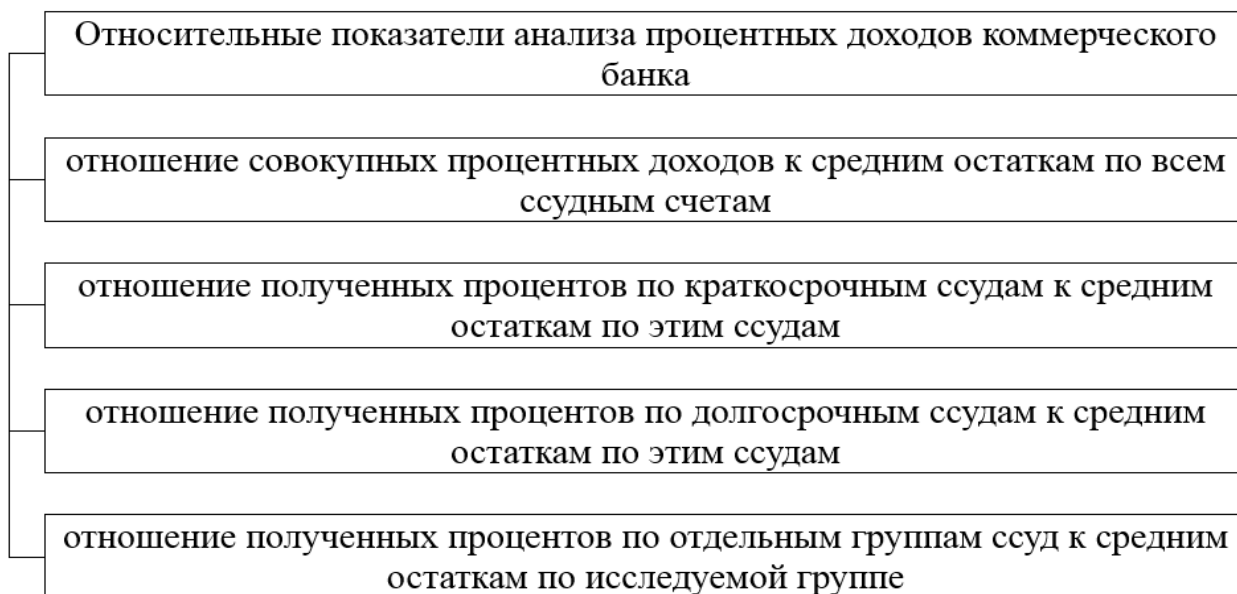 Относительные показатели анализа процентных доходов коммерческого
банка
отношение совокупных процентных доходов к средним остаткам по всем
ссудным счетам
отношение полученных процентов по краткосрочным ссудам к средним
остаткам по этим ссудам
отношение полученных процентов по долгосрочным ссудам к средним
остаткам по этим ссудам
отношение полученных процентов по отдельным группам ссуд к средним
остаткам по исследуемой группе